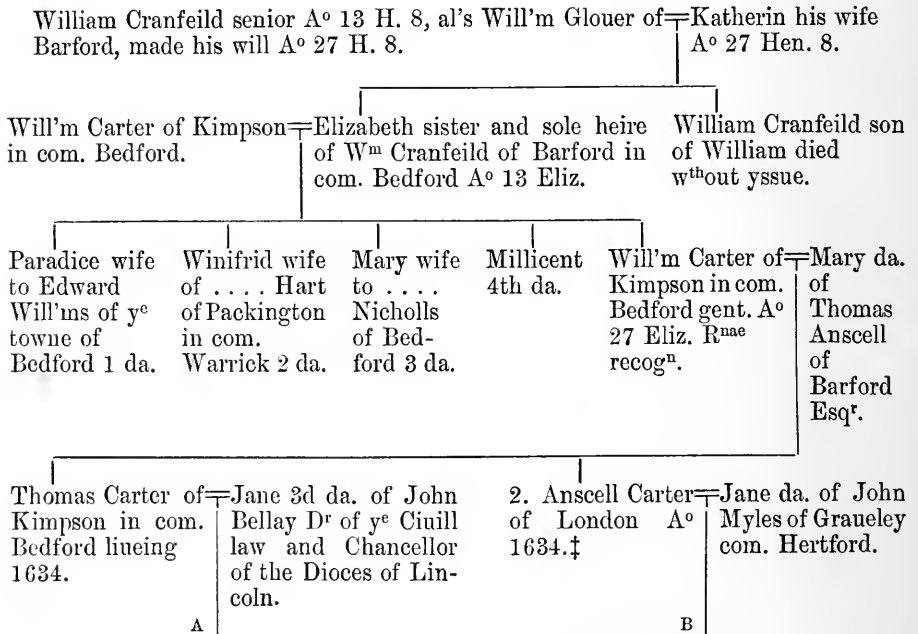 William Cranfeild senior Aº 13 H. 8, al's Will'm Glouer of
Barford, made his will Aº 27 H. 8.
Katherin his wife
Aº 27 Hen. 8.
Will'm Carter of Kimpson
in com. Bedford.
Elizabeth sister and sole heire
of Wᵐ Cranfeild of Barford in
com. Bedford Aº 13 Eliz.
William Cranfeild son
of William died
wᵗʰout yssue.
Paradice wife
to Edward
Will'ms of yᵉ
towne of
Bedford 1 da.
Winifrid wife
of .... Hart
of Packington
in com.
Warrick 2 da.
Mary wife
to ....
Nicholls
of Bed-
ford 3 da.
Millicent
4th da.
Will'm Carter of
Kimpson in com.
Bedford gent. Aº
27 Eliz. Rⁿᵃᵉ
recogⁿ.
Mary da.
of
Thomas
Anscell
of
Barford
Esqʳ.
Thomas Carter of
Kimpson in com.
Bedford liueing
1634.
Jane 3d da. of John
Bellay Dʳ of yᵉ Ciuill
law and Chancellor
of the Dioces of Lin-
coln.
2. Anscell Carter
of London Aº
1634.‡
Jane da. of John
Myles of Graueley
com. Hertford.
A
B